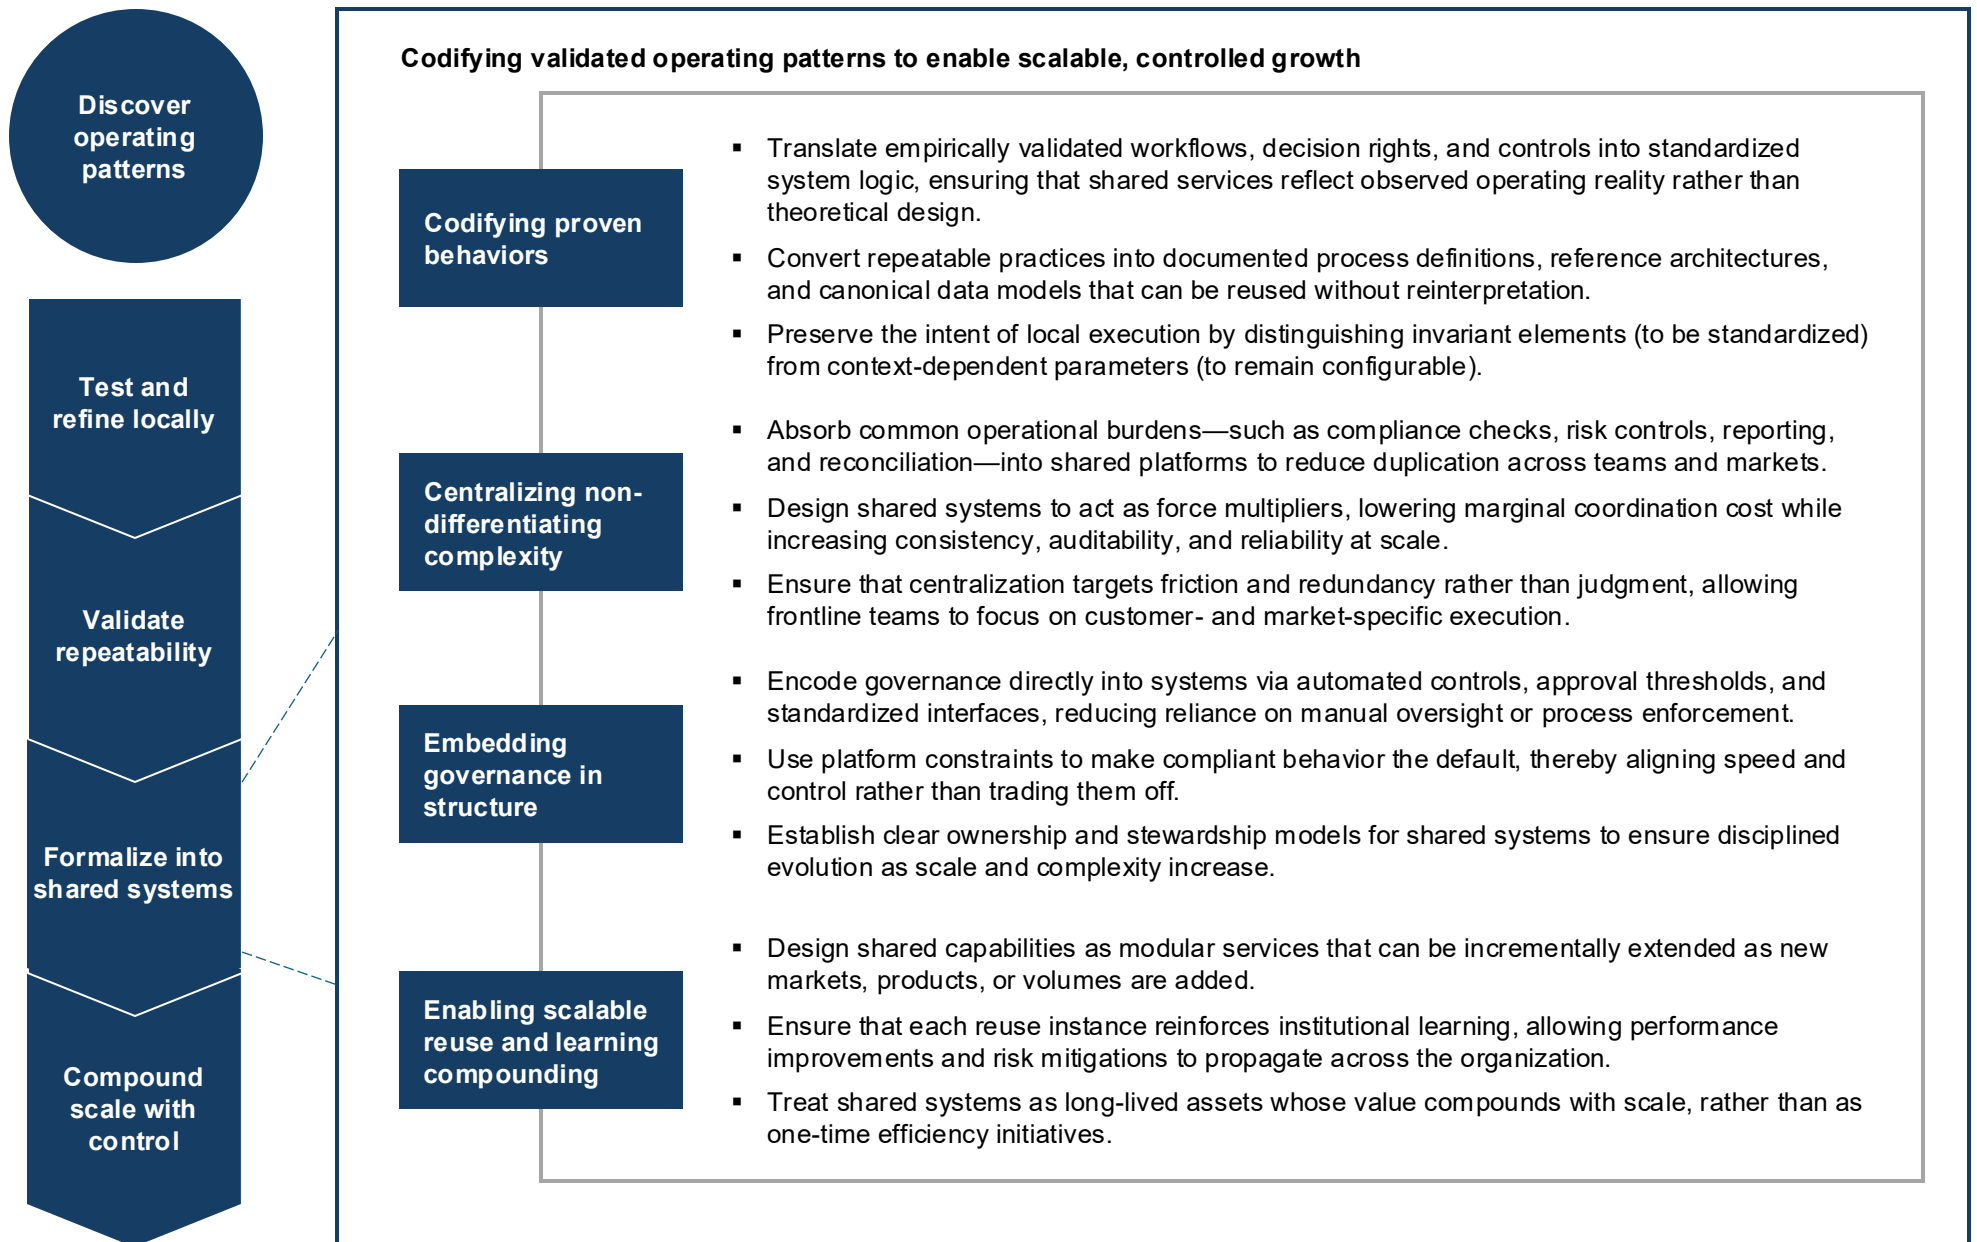 Discover
operating
patterns
Test and
refine locally
Validate
repeatability
Formalize into
shared systems
Compound
scale with
control
Codifying validated operating patterns to enable scalable, controlled growth
Codifying proven
behaviors
▪ Translate empirically validated workflows, decision rights, and controls into standardized
system logic, ensuring that shared services reflect observed operating reality rather than
theoretical design.
▪ Convert repeatable practices into documented process definitions, reference architectures,
and canonical data models that can be reused without reinterpretation.
▪ Preserve the intent of local execution by distinguishing invariant elements (to be standardized)
from context-dependent parameters (to remain configurable).
Centralizing non-
differentiating
complexity
▪ Absorb common operational burdens—such as compliance checks, risk controls, reporting,
and reconciliation—into shared platforms to reduce duplication across teams and markets.
▪ Design shared systems to act as force multipliers, lowering marginal coordination cost while
increasing consistency, auditability, and reliability at scale.
▪ Ensure that centralization targets friction and redundancy rather than judgment, allowing
frontline teams to focus on customer- and market-specific execution.
Embedding
governance in
structure
▪ Encode governance directly into systems via automated controls, approval thresholds, and
standardized interfaces, reducing reliance on manual oversight or process enforcement.
▪ Use platform constraints to make compliant behavior the default, thereby aligning speed and
control rather than trading them off.
▪ Establish clear ownership and stewardship models for shared systems to ensure disciplined
evolution as scale and complexity increase.
Enabling scalable
reuse and learning
compounding
▪ Design shared capabilities as modular services that can be incrementally extended as new
markets, products, or volumes are added.
▪ Ensure that each reuse instance reinforces institutional learning, allowing performance
improvements and risk mitigations to propagate across the organization.
▪ Treat shared systems as long-lived assets whose value compounds with scale, rather than as
one-time efficiency initiatives.